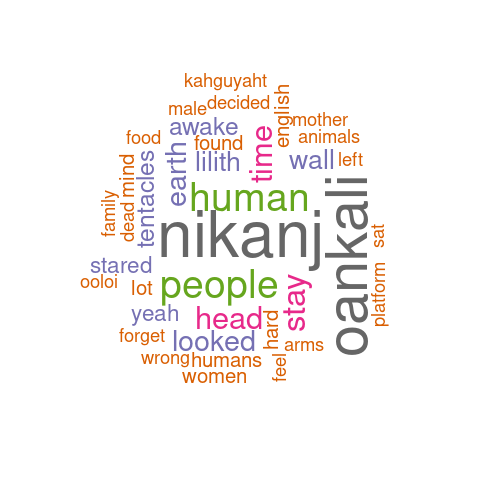 kahguyaht
male decided
english
mother
food
awake
found
time
animals
family
dead
mind
tentacles
earth
lilith
wall
left
human
nikanj
oankali
stared
people
stay
sat
platform
ooloi
lot
yeah
head
hard
forget
looked
arms
wrong
humans
feel
women